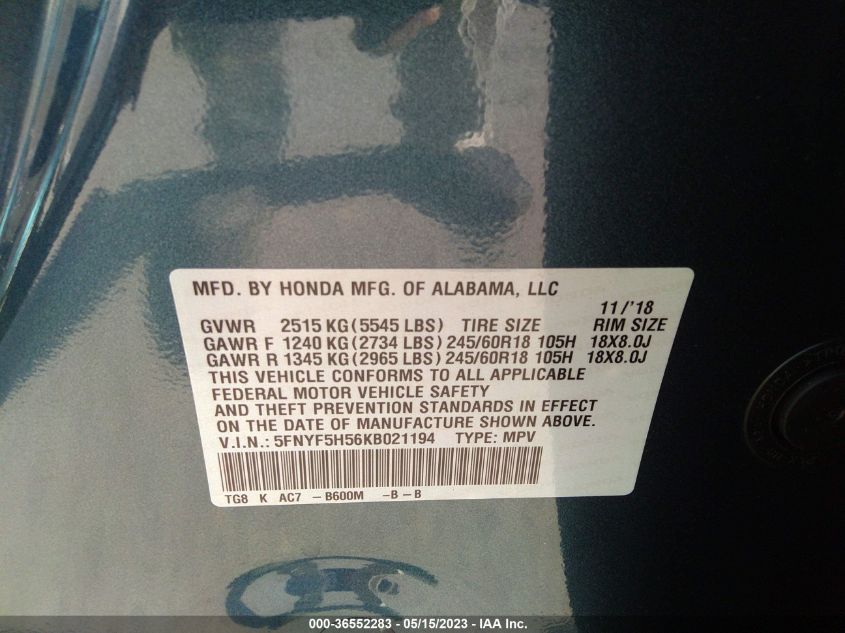 MFD. BY HONDA MFG. OF ALABAMA, LLC
11/'18
GVWR 2515 KG (5545 LBS) TIRE SIZE RIM SIZE
GAWR F 1240 KG (2734 LBS) 245/60R18 105H 18X8.0J
GAWR R 1345 KG (2965 LBS) 245/60R18 105H 18X8.0J
THIS VEHICLE CONFORMS TO ALL APPLICABLE
FEDERAL MOTOR VEHICLE SAFETY
AND THEFT PREVENTION STANDARDS IN EFFECT
ON THE DATE OF MANUFACTURE SHOWN ABOVE.
V.I.N.: 5FNYF5H56KB021194 TYPE: MPV
TG8 K AC7 -B600M -B-B
HONDA
000-36552283 - 05/15/2023 - IAA Inc.